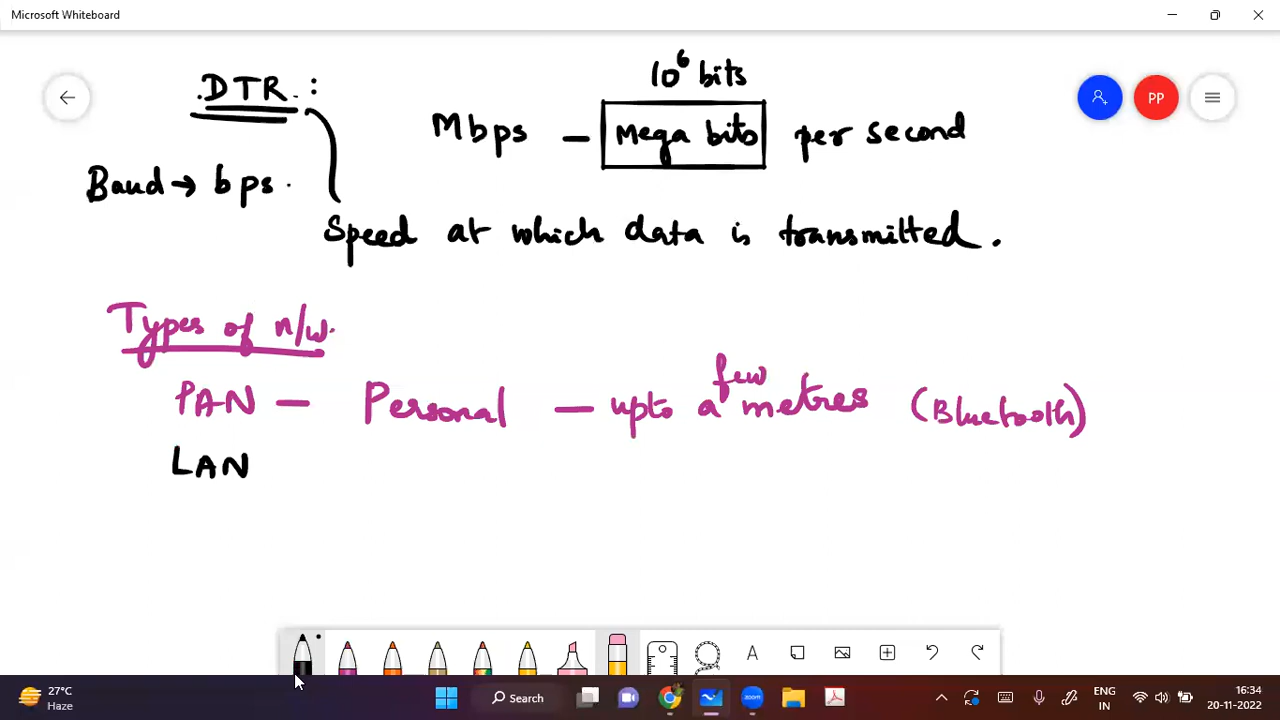 Microsoft Whiteboard
.DTR. :
10⁶ bits
Mbps – Mega bits per second
Baud → bps.
Speed at which data is transmitted.
Types of n/w.
PAN – Personal – upto a few metres (Bluetooth)
LAN
PP
A
27°C
Haze
Search
zoom
ENG
IN
16:34
20-11-2022